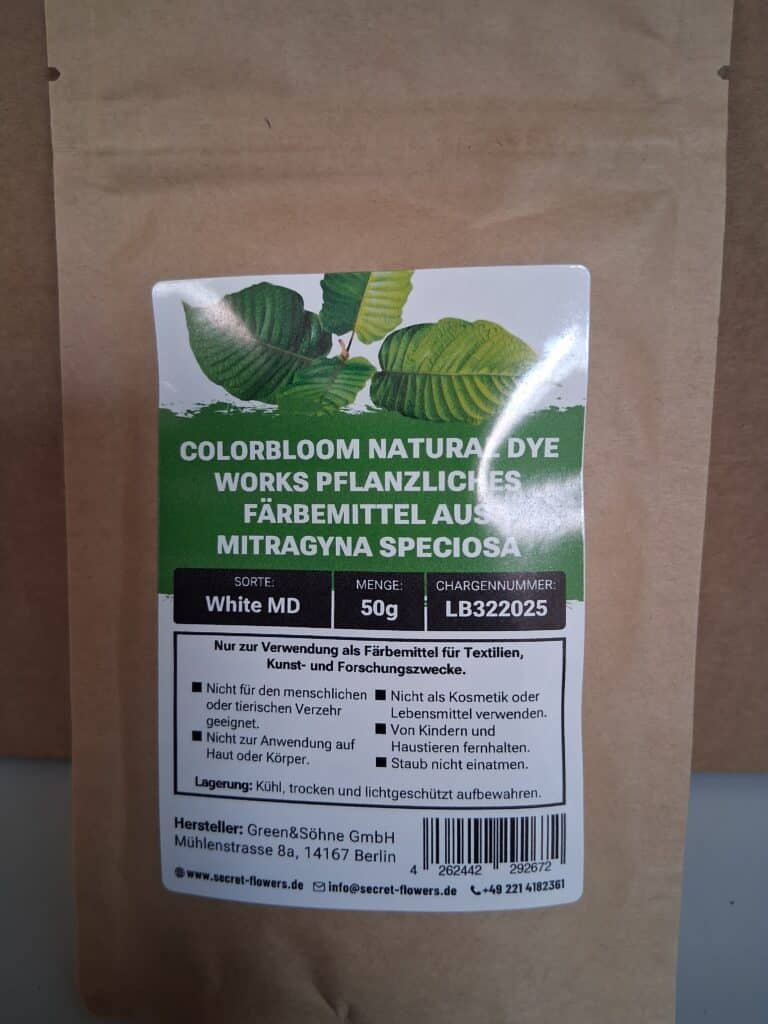 COLORBLOOM NATURAL DYE
WORKS PFLANZLICHES
FÄRBEMITTEL AUS
MITRAGYNA SPECIOSA
SORTE:
White MD
MENGE:
50g
CHARGENNUMMER:
LB322025
Nur zur Verwendung als Färbemittel für Textilien,
Kunst- und Forschungszwecke.
Nicht für den menschlichen
oder tierischen Verzehr
geeignet.
Nicht zur Anwendung auf
Haut oder Körper.
Nicht als Kosmetik oder
Lebensmittel verwenden.
Von Kindern und
Haustieren fernhalten.
Staub nicht einatmen.
Lagerung: Kühl, trocken und lichtgeschützt aufbewahren.
Hersteller: Green&Söhne GmbH
Mühlenstrasse 8a, 14167 Berlin
4 262442 292672
www.secret-flowers.de info@secret-flowers.de +49 221 4182361